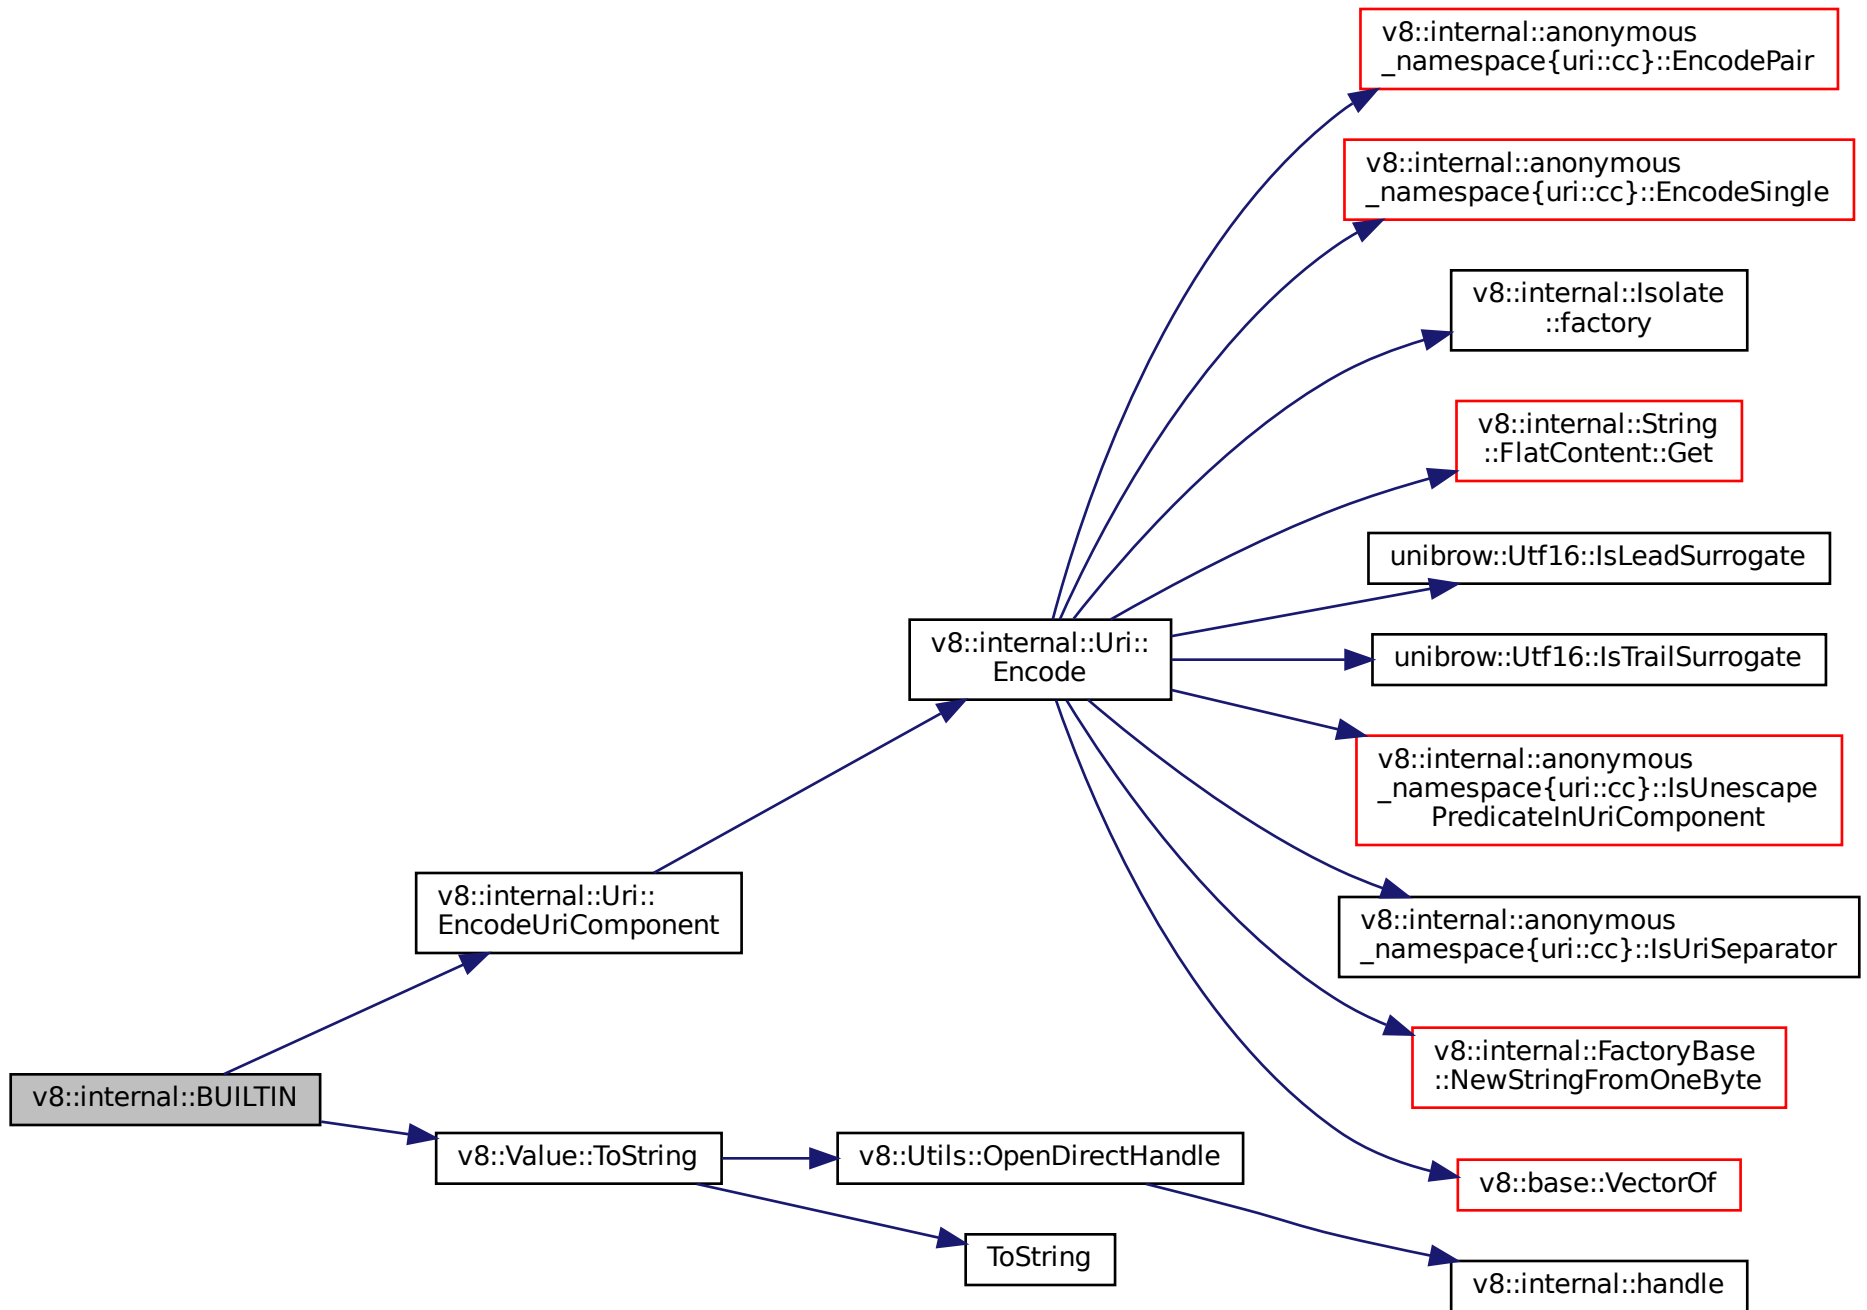 v8::internal::anonymous
_namespace{uri::cc}::EncodePair
v8::internal::anonymous
_namespace{uri::cc}::EncodeSingle
v8::internal::Isolate
::factory
v8::internal::String
::FlatContent::Get
unibrow::Utf16::IsLeadSurrogate
v8::internal::Uri::
Encode
unibrow::Utf16::IsTrailSurrogate
v8::internal::anonymous
_namespace{uri::cc}::IsUnescape
PredicateInUriComponent
v8::internal::Uri::
EncodeUriComponent
v8::internal::anonymous
_namespace{uri::cc}::IsUriSeparator
v8::internal::FactoryBase
::NewStringFromOneByte
v8::internal::BUILTIN
v8::Value::ToString
v8::Utils::OpenDirectHandle
v8::base::VectorOf
ToString
v8::internal::handle